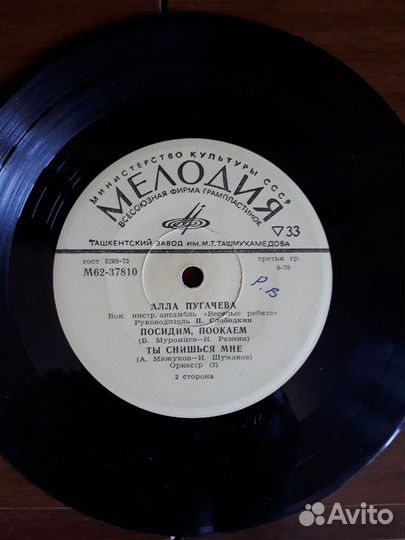 МИНИСТЕРСТВО КУЛЬТУРЫ СССР
МЕЛОДИЯ
ВСЕСОЮЗНАЯ ФИРМА ГРАМПЛАСТИНОК
▽33
ТАШКЕНТСКИЙ ЗАВОД ИМ. М.Т. ТАШМУХАМЕДОВА
гост 5289-73
третья гр.
М62-37810
6-70
Р.В
АЛЛА ПУГАЧЕВА
Вок. инстр. ансамбль «Веселые ребята»
Руководитель П. Слободкин
ПОСИДИМ, ПООКАЕМ
(В. Муромцев—И. Резник)
ТЫ СНИШЬСЯ МНЕ
(А. Мажуков—И. Шумаков)
Оркестр (2)
2 сторона
Avito